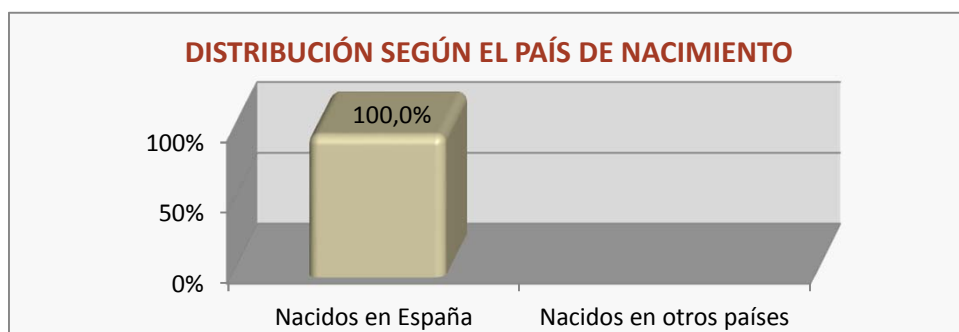 DISTRIBUCIÓN SEGÚN EL PAÍS DE NACIMIENTO
100,0%
100%
50%
0%
Nacidos en España Nacidos en otros países